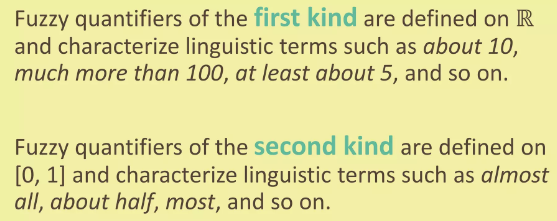 Fuzzy quantifiers of the first kind are defined on ℝ
and characterize linguistic terms such as about 10,
much more than 100, at least about 5, and so on.
Fuzzy quantifiers of the second kind are defined on
[0, 1] and characterize linguistic terms such as almost
all, about half, most, and so on.